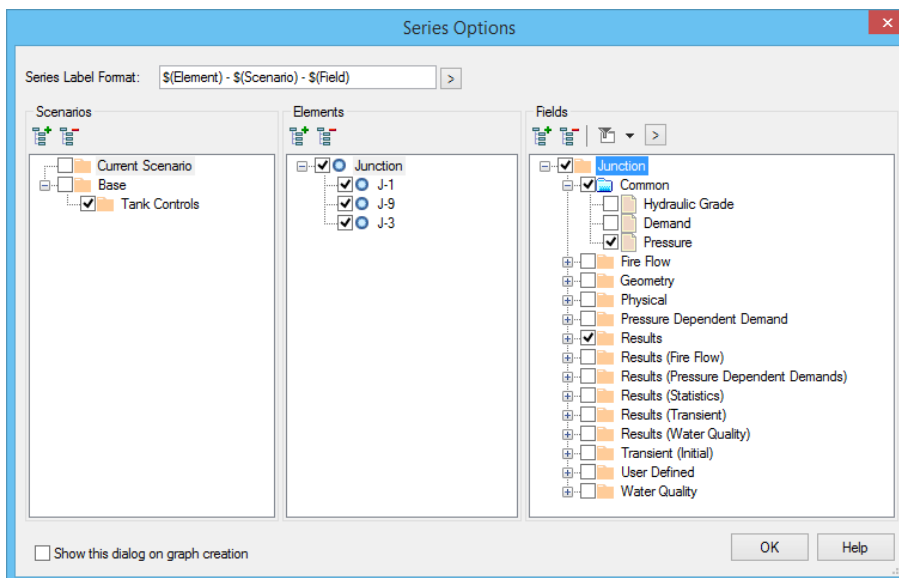 Series Options
Series Label Format: $(Element) - $(Scenario) - $(Field) >
Scenarios
Current Scenario
Base
Tank Controls
Elements
Junction
J-1
J-9
J-3
Fields
>
Junction
Common
Hydraulic Grade
Demand
Pressure
Fire Flow
Geometry
Physical
Pressure Dependent Demand
Results
Results (Fire Flow)
Results (Pressure Dependent Demands)
Results (Statistics)
Results (Transient)
Results (Water Quality)
Transient (Initial)
User Defined
Water Quality
Show this dialog on graph creation
OK
Help